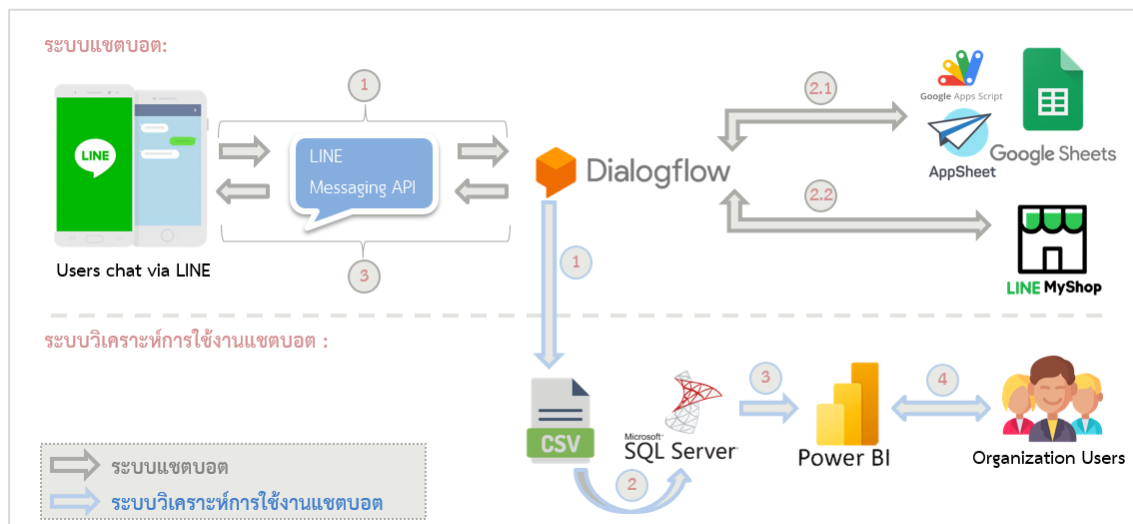 ระบบแชตบอต:
1
2.1
Google Apps Script
LINE
LINE
Messaging API
Dialogflow
AppSheet
Google Sheets
2.2
3
Users chat via LINE
1
LINE MyShop
ระบบวิเคราะห์การใช้งานแชตบอต :
3
4
CSV
Microsoft
SQL Server
Power BI
Organization Users
2
ระบบแชตบอต
ระบบวิเคราะห์การใช้งานแชตบอต